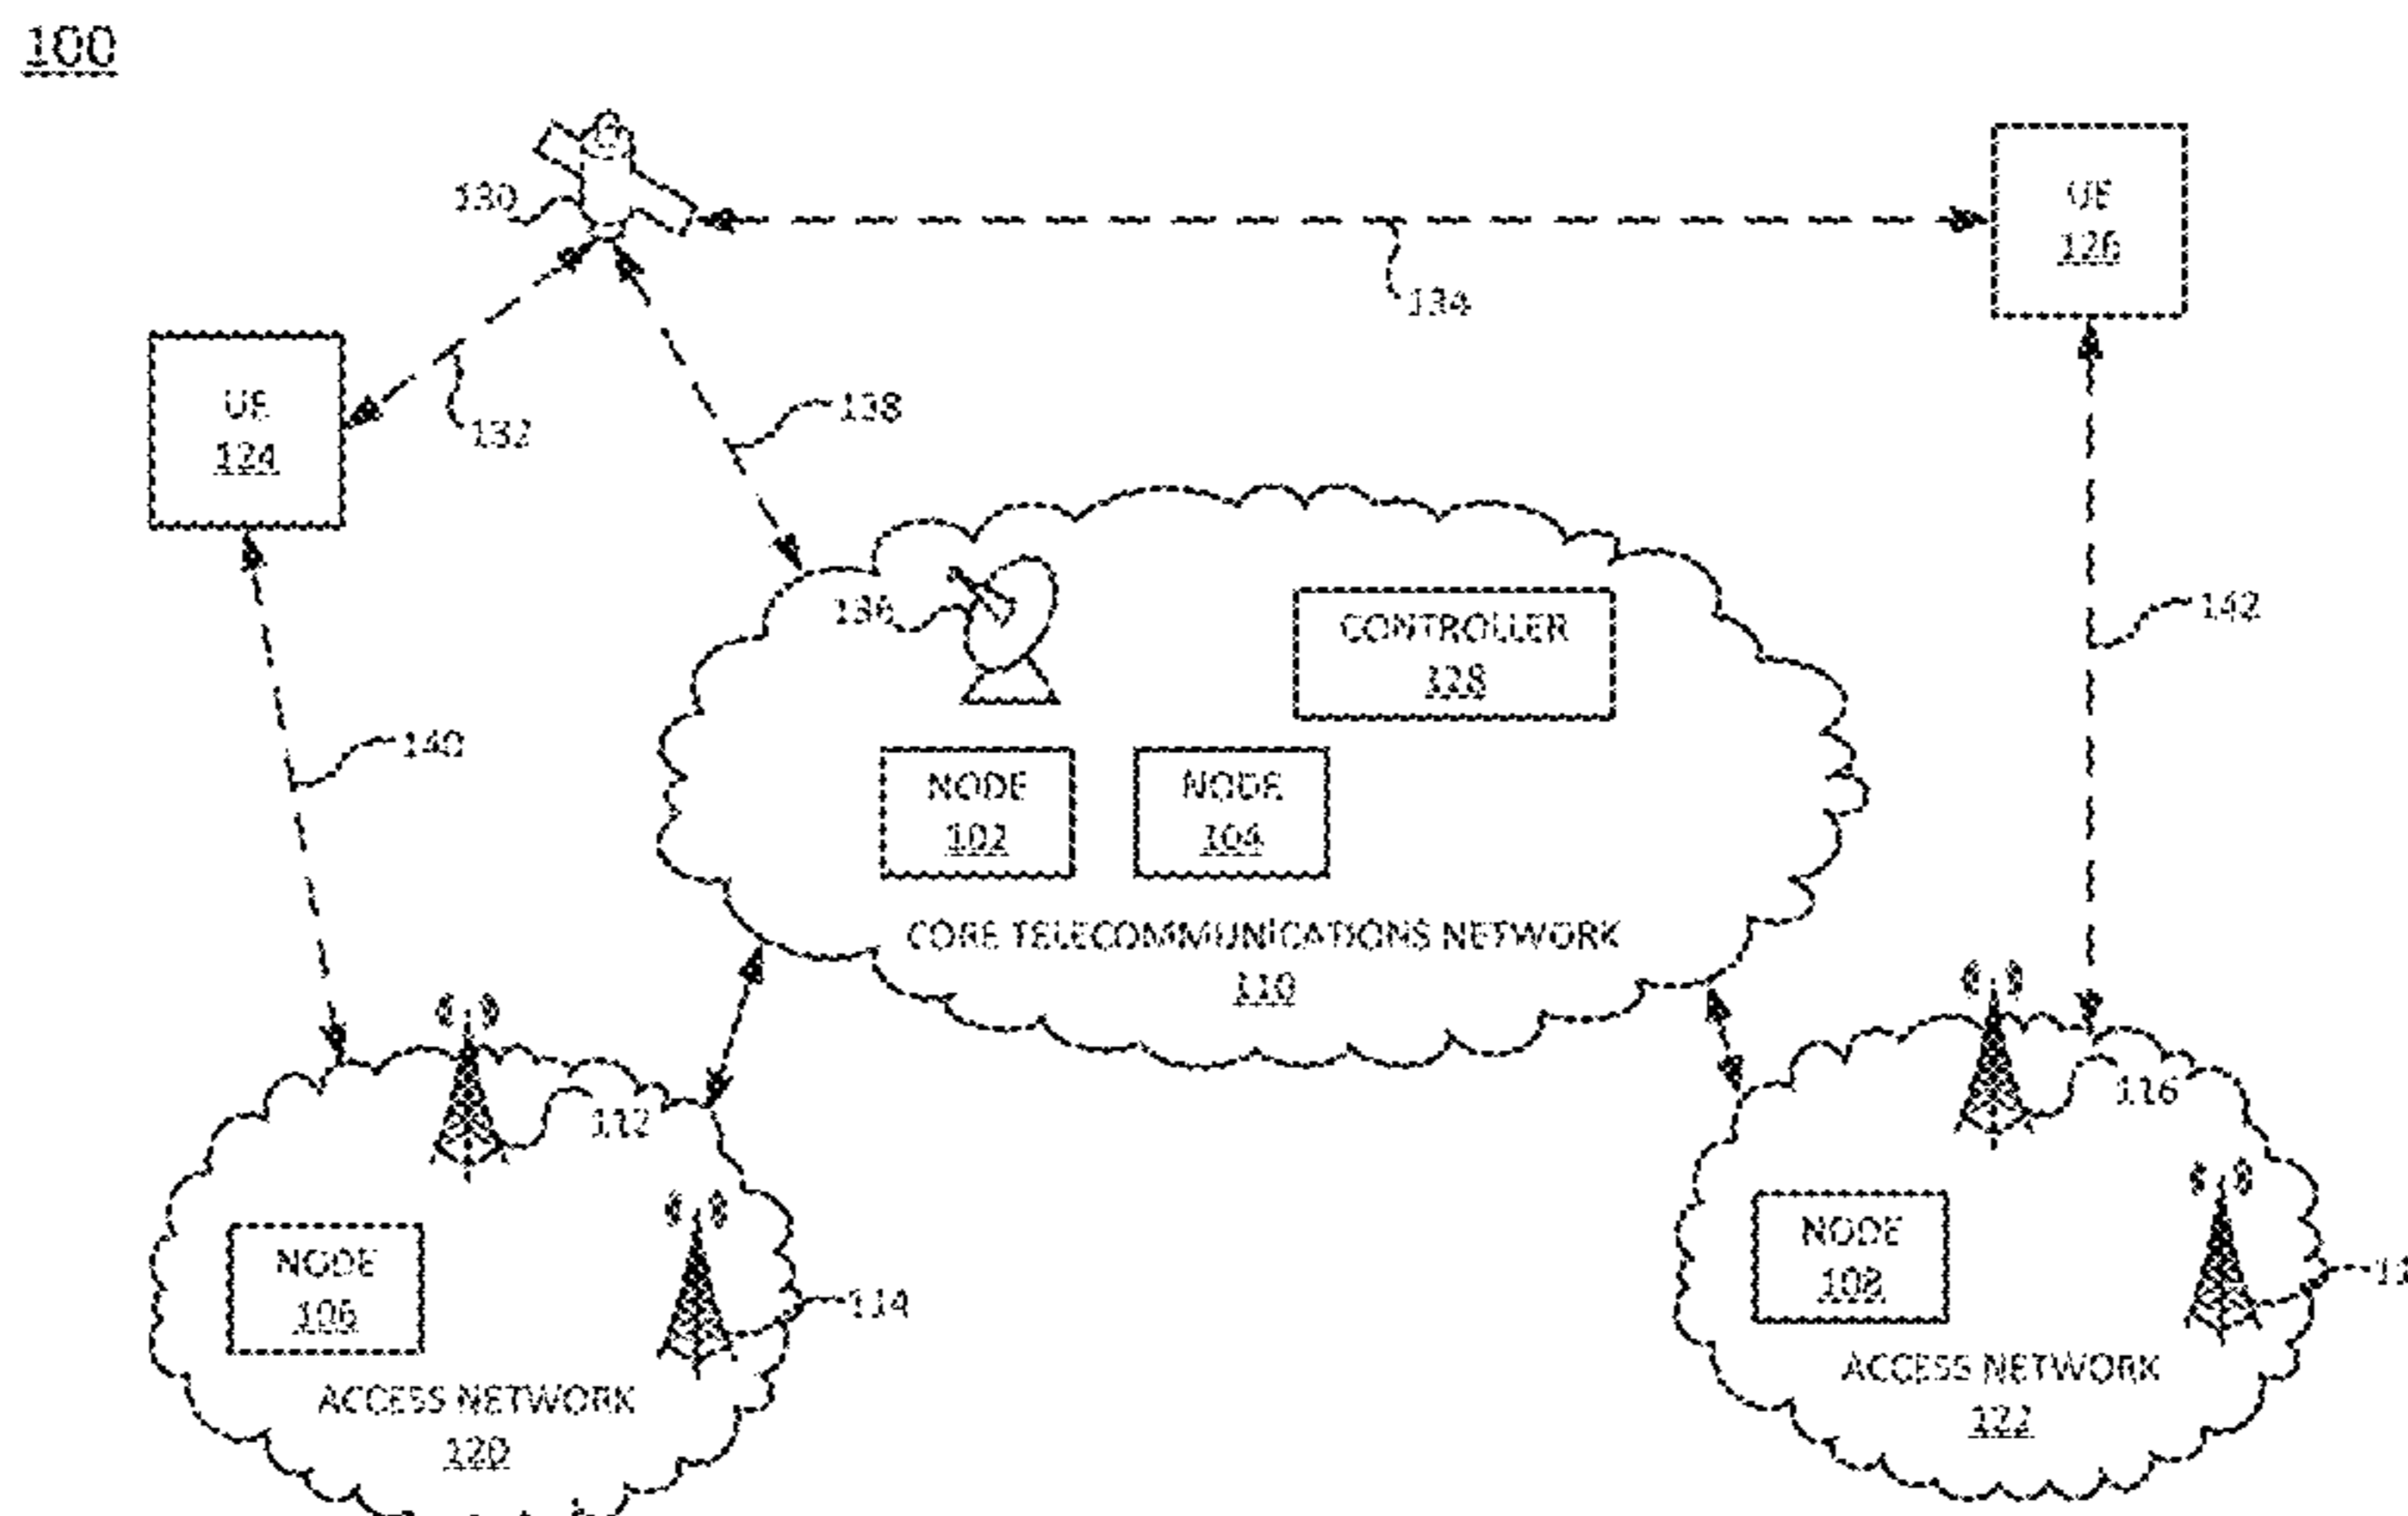 100
130
UE
126
134
UE
124
132
138
136
CONTROLLER
128
142
140
NODE
102
NODE
104
CORE TELECOMMUNICATIONS NETWORK
110
112
116
NODE
106
114
NODE
108
ACCESS NETWORK
120
ACCESS NETWORK
122